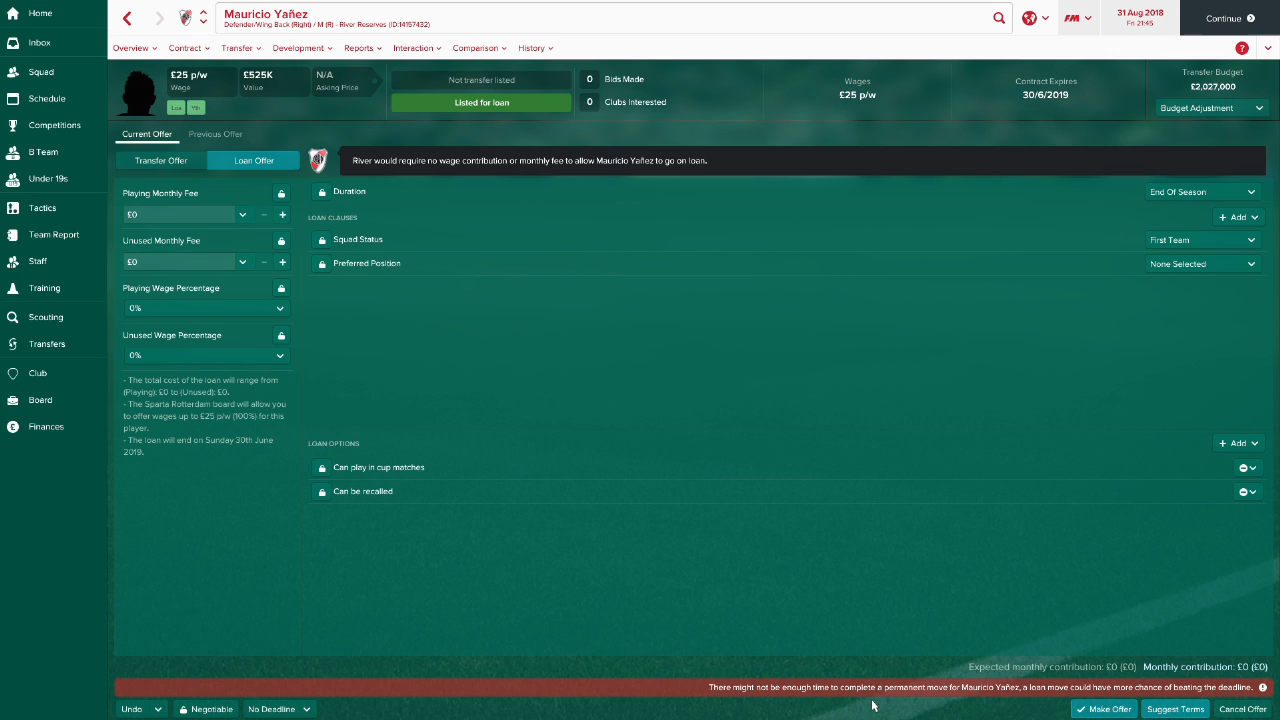 Home
Inbox
Squad
Schedule
Competitions
B Team
Under 19s
Tactics
Team Report
Staff
Training
Scouting
Transfers
Club
Board
Finances
Mauricio Yañez
Defender/Wing Back (Right) / M (R) - River Reserves (ID:14157432)
FM
31 Aug 2018
Fri 21:45
Continue
Overview
Contract
Transfer
Development
Reports
Interaction
Comparison
History
?
£25 p/w
Wage
£525K
Value
N/A
Asking Price
Loa
Yth
Not transfer listed
Listed for loan
0 Bids Made
0 Clubs Interested
Wages
£25 p/w
Contract Expires
30/6/2019
Transfer Budget
£2,027,000
Budget Adjustment
Current Offer
Previous Offer
Transfer Offer
Loan Offer
River would require no wage contribution or monthly fee to allow Mauricio Yañez to go on loan.
Playing Monthly Fee
£0
Unused Monthly Fee
£0
Playing Wage Percentage
0%
Unused Wage Percentage
0%
- The total cost of the loan will range from
(Playing): £0 to (Unused): £0.
- The Sparta Rotterdam board will allow you
to offer wages up to £25 p/w (100%) for this
player.
- The loan will end on Sunday 30th June
2019.
Duration
End Of Season
LOAN CLAUSES
+ Add
Squad Status
First Team
Preferred Position
None Selected
LOAN OPTIONS
+ Add
Can play in cup matches
Can be recalled
Expected monthly contribution: £0 (£0) Monthly contribution: £0 (£0)
There might not be enough time to complete a permanent move for Mauricio Yañez, a loan move could have more chance of beating the deadline.
Undo
Negotiable
No Deadline
Make Offer
Suggest Terms
Cancel Offer